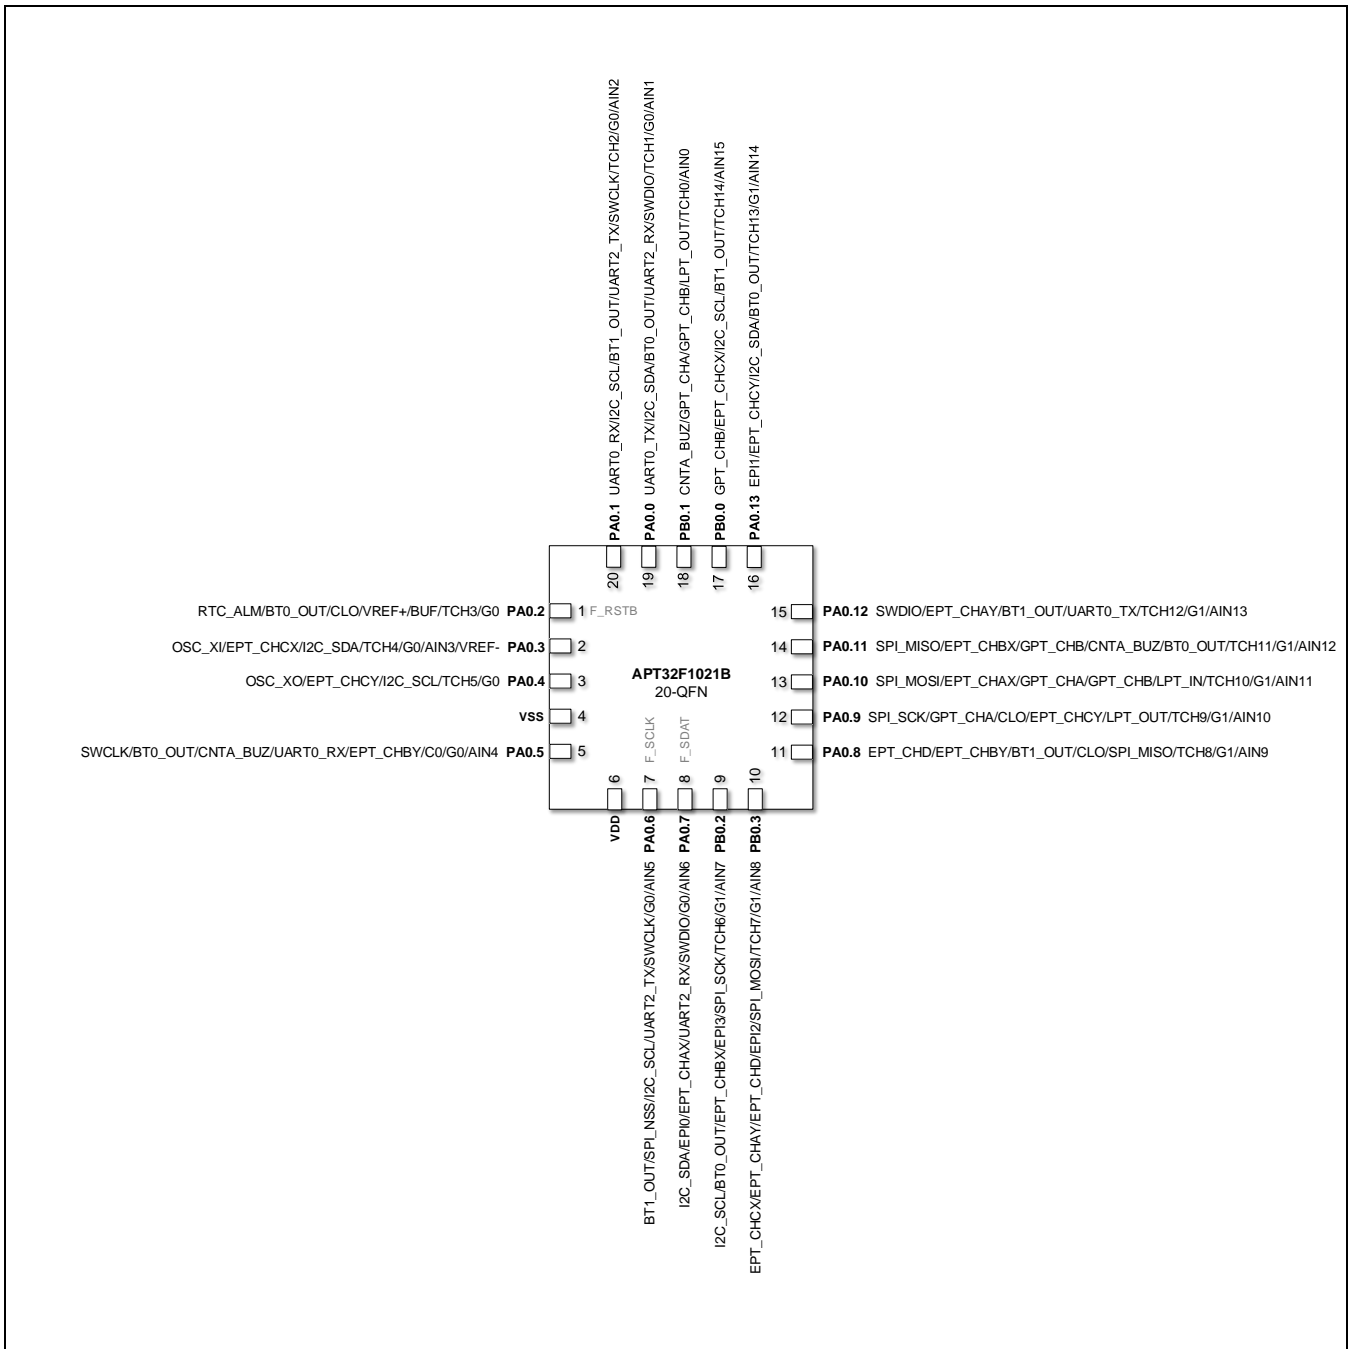 PA0.1 UART0_RX/I2C_SCL/BT1_OUT/UART2_TX/SWCLK/TCH2/G0/AIN2
PA0.0 UART0_TX/I2C_SDA/BT0_OUT/UART2_RX/SWDIO/TCH1/G0/AIN1
PB0.1 CNTA_BUZ/GPT_CHA/GPT_CHB/LPT_OUT/TCH0/AIN0
PB0.0 GPT_CHB/EPT_CHCX/I2C_SCL/BT1_OUT/TCH14/AIN15
PA0.13 EPI1/EPT_CHCY/I2C_SDA/BT0_OUT/TCH13/G1/AIN14
20 19 18 17 16
RTC_ALM/BT0_OUT/CLO/VREF+/BUF/TCH3/G0 PA0.2 1 F_RSTB
OSC_XI/EPT_CHCX/I2C_SDA/TCH4/G0/AIN3/VREF- PA0.3 2
OSC_XO/EPT_CHCY/I2C_SCL/TCH5/G0 PA0.4 3
VSS 4
SWCLK/BT0_OUT/CNTA_BUZ/UART0_RX/EPT_CHBY/C0/G0/AIN4 PA0.5 5
APT32F1021B
20-QFN
15 PA0.12 SWDIO/EPT_CHAY/BT1_OUT/UART0_TX/TCH12/G1/AIN13
14 PA0.11 SPI_MISO/EPT_CHBX/GPT_CHB/CNTA_BUZ/BT0_OUT/TCH11/G1/AIN12
13 PA0.10 SPI_MOSI/EPT_CHAX/GPT_CHA/GPT_CHB/LPT_IN/TCH10/G1/AIN11
12 PA0.9 SPI_SCK/GPT_CHA/CLO/EPT_CHCY/LPT_OUT/TCH9/G1/AIN10
11 PA0.8 EPT_CHD/EPT_CHBY/BT1_OUT/CLO/SPI_MISO/TCH8/G1/AIN9
F_SCLK
F_SDAT
6 7 8 9 10
VDD
BT1_OUT/SPI_NSS/I2C_SCL/UART2_TX/SWCLK/G0/AIN5 PA0.6
I2C_SDA/EPI0/EPT_CHAX/UART2_RX/SWDIO/G0/AIN6 PA0.7
I2C_SCL/BT0_OUT/EPT_CHBX/EPI3/SPI_SCK/TCH6/G1/AIN7 PB0.2
EPT_CHCX/EPT_CHAY/EPT_CHD/EPI2/SPI_MOSI/TCH7/G1/AIN8 PB0.3